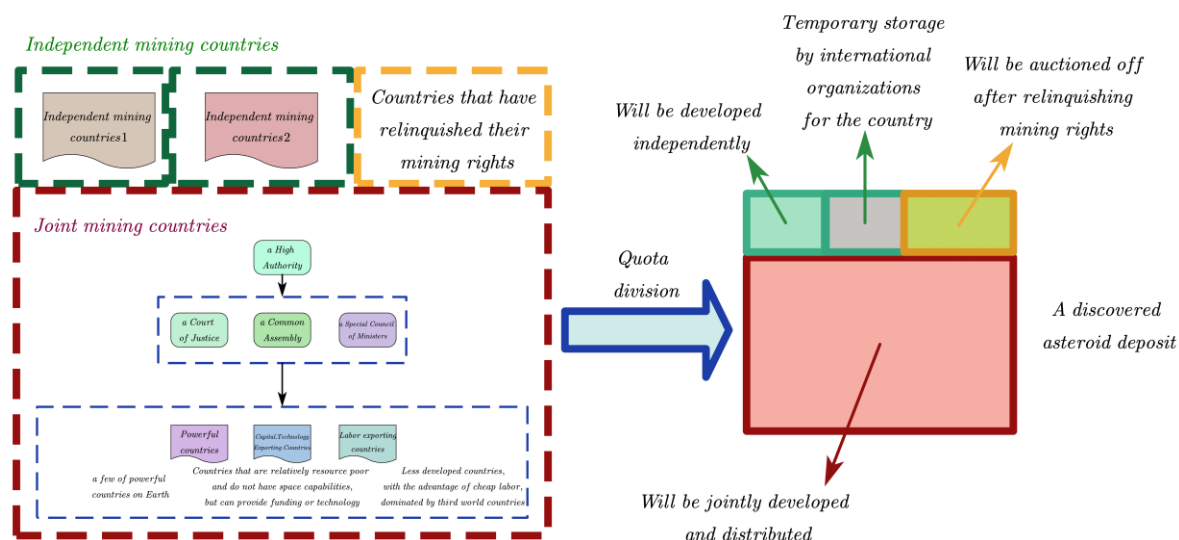 Independent mining countries
Independent mining
countries1
Independent mining
countries2
Countries that have
relinquished their
mining rights
Joint mining countries
a High
Authority
a Court
of Justice
a Common
Assembly
a Special Council
of Ministers
Powerful
countries
Capital,Technology
Exporting Countries
Labor exporting
countries
a few of powerful
countries on Earth
Countries that are relatively resource poor
and do not have space capabilities,
but can provide funding or technology
Less developed countries,
with the advantage of cheap labor,
dominated by third world countries
Quota
division
Will be developed
independently
Temporary storage
by international
organizations
for the country
Will be auctioned off
after relinquishing
mining rights
A discovered
asteroid deposit
Will be jointly developed
and distributed